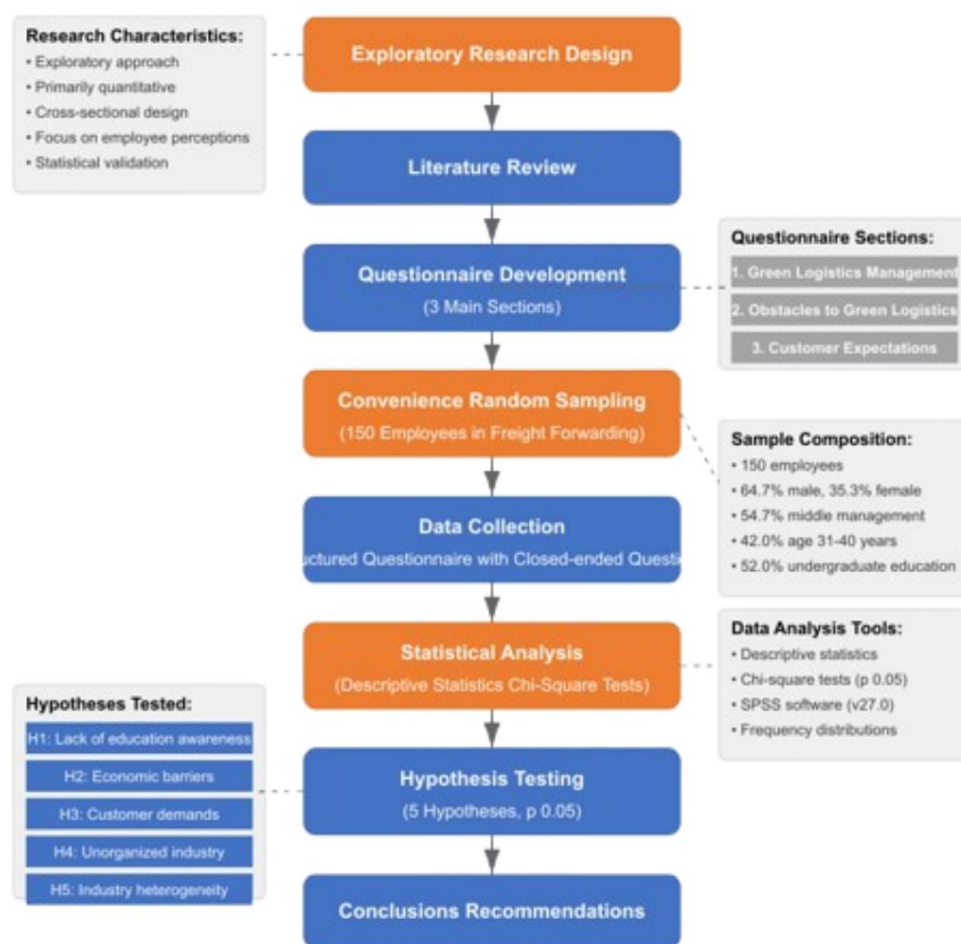 Research Characteristics:
• Exploratory approach
• Primarily quantitative
• Cross-sectional design
• Focus on employee perceptions
• Statistical validation
Exploratory Research Design
Literature Review
Questionnaire Development
(3 Main Sections)
Questionnaire Sections:
1. Green Logistics Management
2. Obstacles to Green Logistics
3. Customer Expectations
Convenience Random Sampling
(150 Employees in Freight Forwarding)
Sample Composition:
• 150 employees
• 64.7% male, 35.3% female
• 54.7% middle management
• 42.0% age 31-40 years
• 52.0% undergraduate education
Data Collection
uctured Questionnaire with Closed-ended Questi
Statistical Analysis
(Descriptive Statistics Chi-Square Tests)
Data Analysis Tools:
• Descriptive statistics
• Chi-square tests (p 0.05)
• SPSS software (v27.0)
• Frequency distributions
Hypotheses Tested:
H1: Lack of education awareness
H2: Economic barriers
H3: Customer demands
H4: Unorganized industry
H5: Industry heterogeneity
Hypothesis Testing
(5 Hypotheses, p 0.05)
Conclusions Recommendations